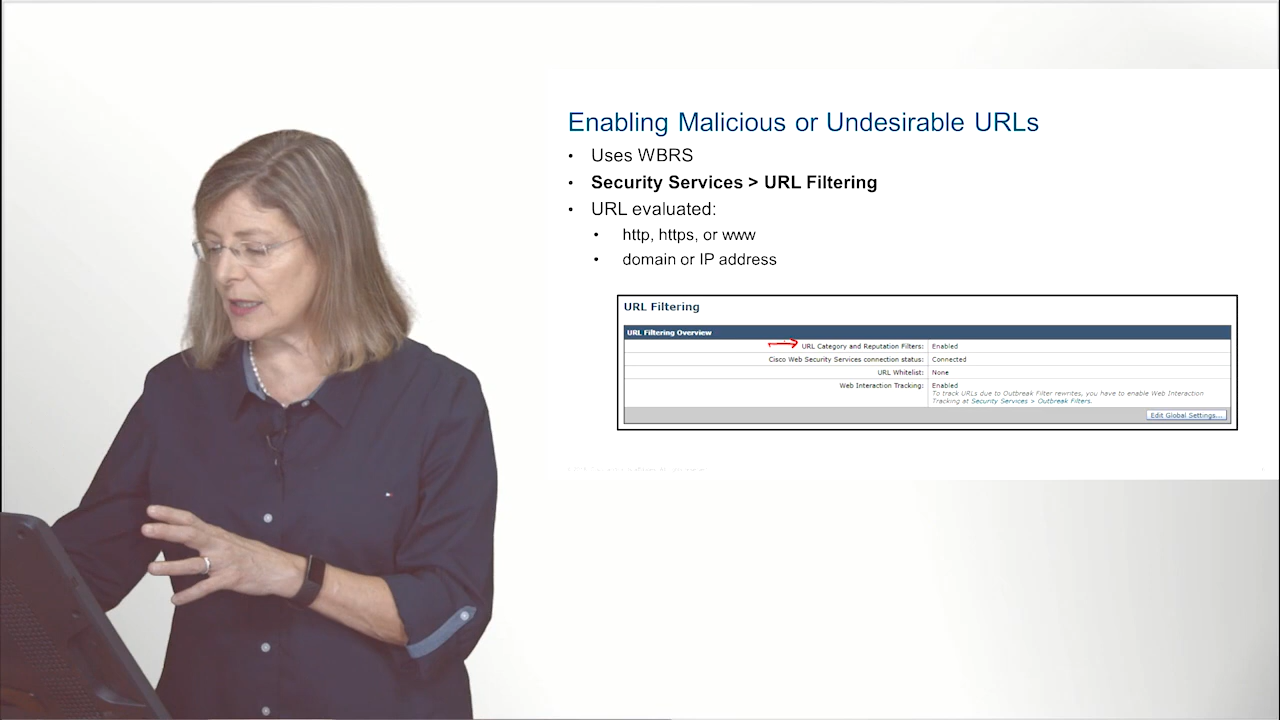 Enabling Malicious or Undesirable URLs
• Uses WBRS
• Security Services > URL Filtering
• URL evaluated:
• http, https, or www
• domain or IP address
URL Filtering
URL Filtering Overview
URL Category and Reputation Filters: Enabled
Cisco Web Security Services connection status: Connected
URL Whitelist: None
Web Interaction Tracking: Enabled
To track URLs due to Outbreak Filter rewrites, you have to enable Web Interaction
Tracking at Security Services > Outbreak Filters.
Edit Global Settings...